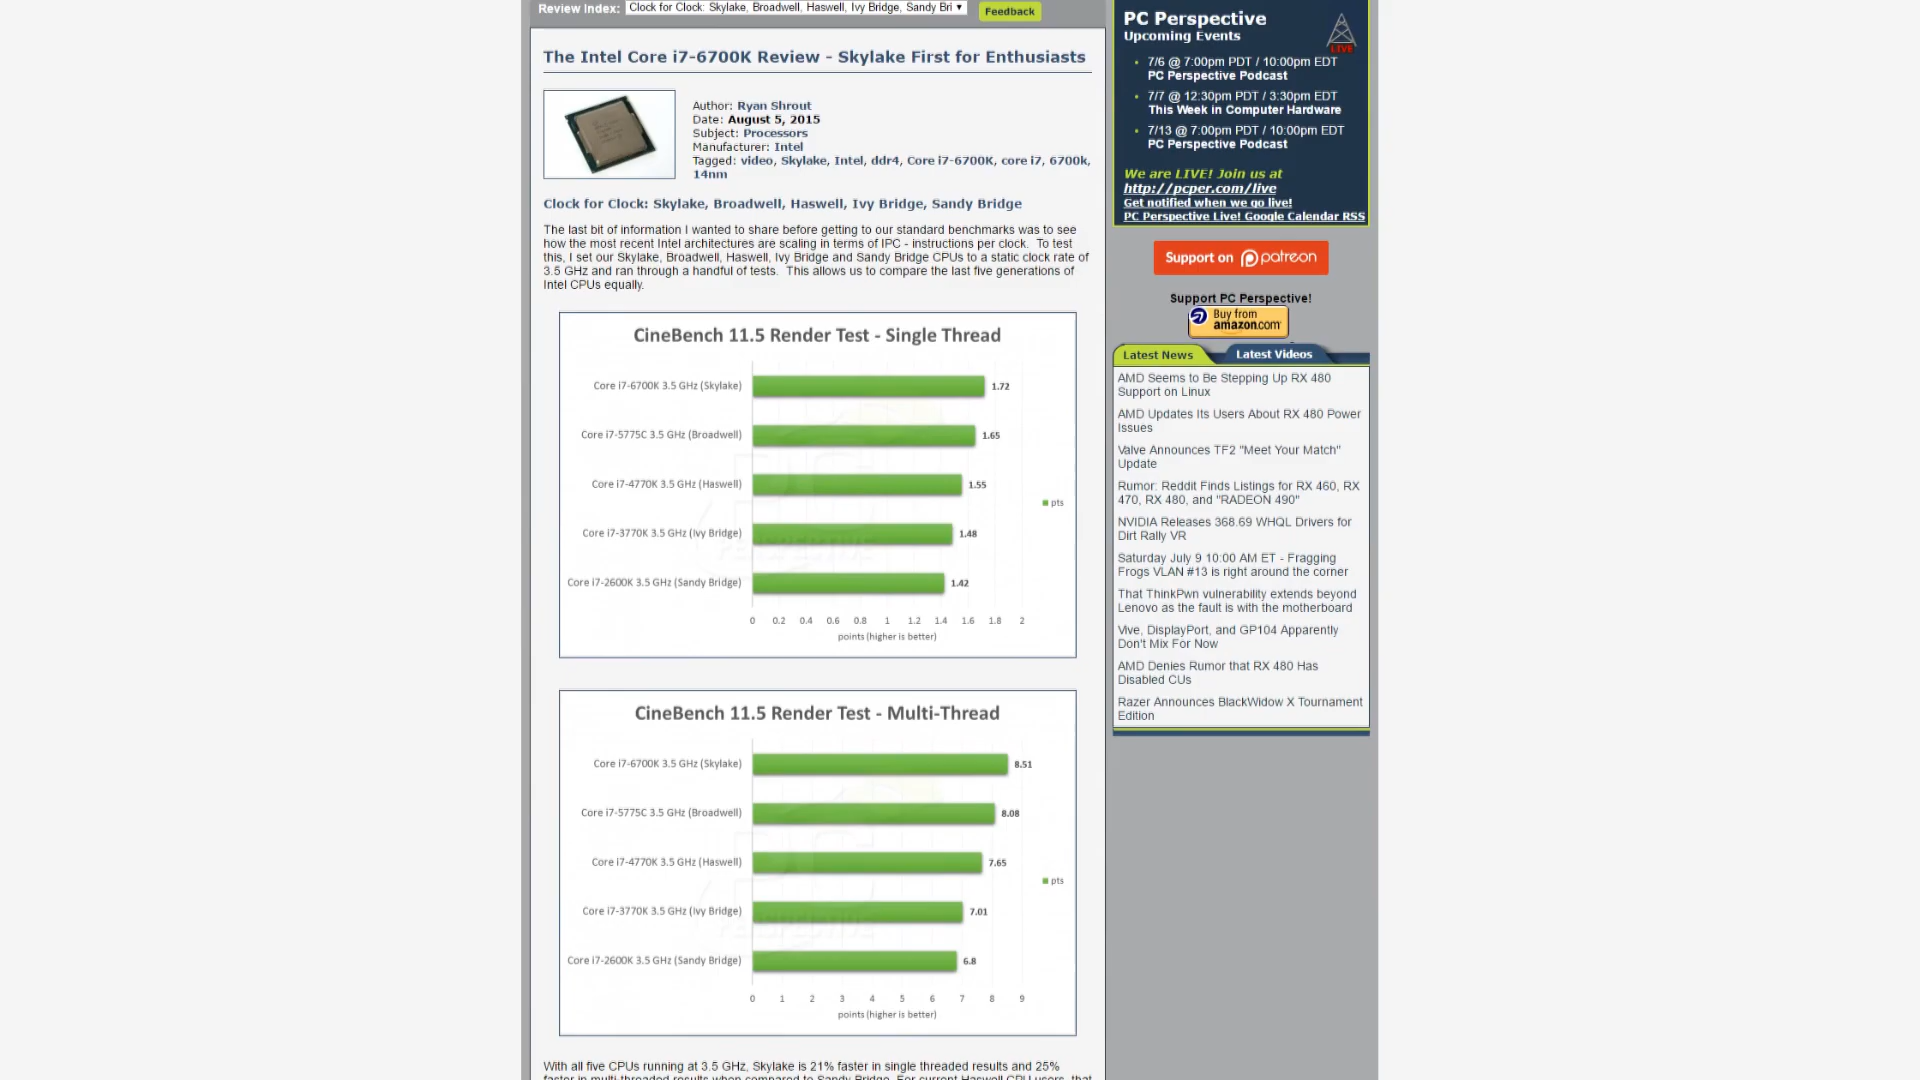 Review Index: Clock for Clock: Skylake, Broadwell, Haswell, Ivy Bridge, Sandy Bri
Feedback
The Intel Core i7-6700K Review - Skylake First for Enthusiasts
Author: Ryan Shrout
Date: August 5, 2015
Subject: Processors
Manufacturer: Intel
Tagged: video, Skylake, Intel, ddr4, Core i7-6700K, core i7, 6700k,
14nm
Clock for Clock: Skylake, Broadwell, Haswell, Ivy Bridge, Sandy Bridge
The last bit of information I wanted to share before getting to our standard benchmarks was to see
how the most recent Intel architectures are scaling in terms of IPC - instructions per clock. To test
this, I set our Skylake, Broadwell, Haswell, Ivy Bridge and Sandy Bridge CPUs to a static clock rate of
3.5 GHz and ran through a handful of tests. This allows us to compare the last five generations of
Intel CPUs equally.
CineBench 11.5 Render Test - Single Thread
Core i7-6700K 3.5 GHz (Skylake) 1.72
Core i7-5775C 3.5 GHz (Broadwell) 1.65
Core i7-4770K 3.5 GHz (Haswell) 1.55
pts
Core i7-3770K 3.5 GHz (Ivy Bridge) 1.48
Core i7-2600K 3.5 GHz (Sandy Bridge) 1.42
0 0.2 0.4 0.6 0.8 1 1.2 1.4 1.6 1.8 2
points (higher is better)
CineBench 11.5 Render Test - Multi-Thread
Core i7-6700K 3.5 GHz (Skylake) 8.51
Core i7-5775C 3.5 GHz (Broadwell) 8.08
Core i7-4770K 3.5 GHz (Haswell) 7.65
pts
Core i7-3770K 3.5 GHz (Ivy Bridge) 7.01
Core i7-2600K 3.5 GHz (Sandy Bridge) 6.8
0 1 2 3 4 5 6 7 8 9
points (higher is better)
With all five CPUs running at 3.5 GHz, Skylake is 21% faster in single threaded results and 25%
faster in multi-threaded results when compared to Sandy Bridge. For current Haswell CPU users, that
PC Perspective
Upcoming Events
LIVE
7/6 @ 7:00pm PDT / 10:00pm EDT
PC Perspective Podcast
7/7 @ 12:30pm PDT / 3:30pm EDT
This Week in Computer Hardware
7/13 @ 7:00pm PDT / 10:00pm EDT
PC Perspective Podcast
We are LIVE! Join us at
http://pcper.com/live
Get notified when we go live!
PC Perspective Live! Google Calendar RSS
Support on patreon
Support PC Perspective!
Buy from
amazon.com
Latest News Latest Videos
AMD Seems to Be Stepping Up RX 480
Support on Linux
AMD Updates Its Users About RX 480 Power
Issues
Valve Announces TF2 "Meet Your Match"
Update
Rumor: Reddit Finds Listings for RX 460, RX
470, RX 480, and "RADEON 490"
NVIDIA Releases 368.69 WHQL Drivers for
Dirt Rally VR
Saturday July 9 10:00 AM ET - Fragging
Frogs VLAN #13 is right around the corner
That ThinkPwn vulnerability extends beyond
Lenovo as the fault is with the motherboard
Vive, DisplayPort, and GP104 Apparently
Don't Mix For Now
AMD Denies Rumor that RX 480 Has
Disabled CUs
Razer Announces BlackWidow X Tournament
Edition